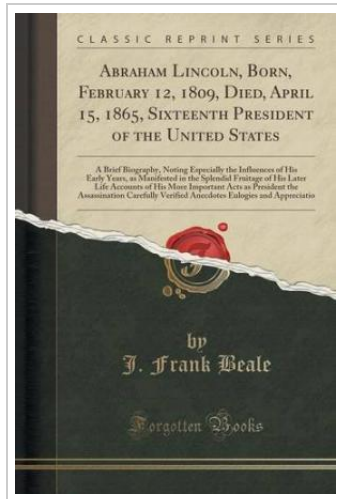 CLASSIC REPRINT SERIES
ABRAHAM LINCOLN, BORN,
FEBRUARY 12, 1809, DIED, APRIL
15, 1865, SIXTEENTH PRESIDENT
OF THE UNITED STATES
A Brief Biography, Noting Especially the Influences of His
Early Years, as Manifested in the Splendid Fruitage of His Later
Life Accounts of His More Important Acts as President the
Assassination Carefully Verified Anecdotes Eulogies and Appreciatio
by
J. Frank Beale
Forgotten Books